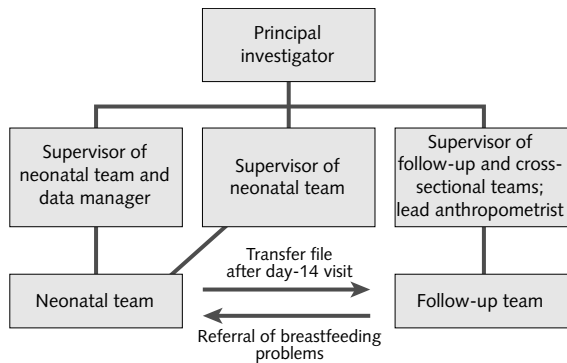 Principal
investigator
Supervisor of
neonatal team and
data manager
Supervisor of
neonatal team
Supervisor of
follow-up and cross-
sectional teams;
lead anthropometrist
Neonatal team
Transfer file
after day-14 visit
Referral of breastfeeding
problems
Follow-up team